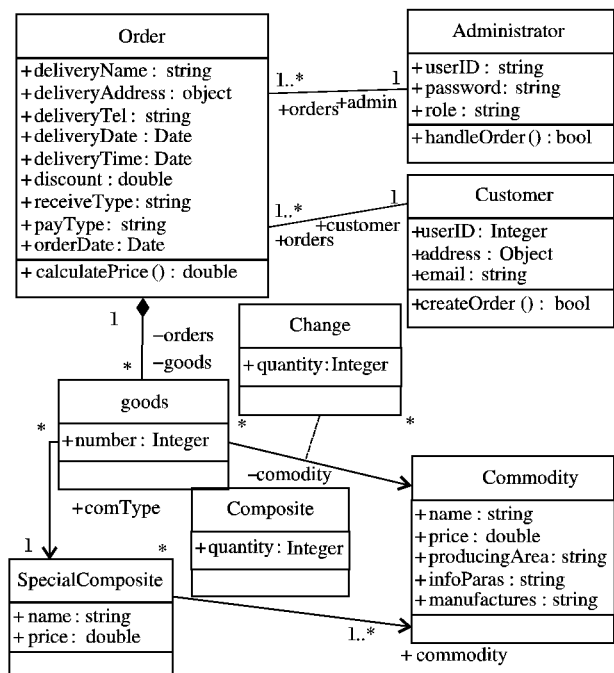 Order
+deliveryName: string
+deliveryAddress: object
+deliveryTel: string
+deliveryDate: Date
+deliveryTime: Date
+discount: double
+receiveType: string
+payType: string
+orderDate: Date
+calculatePrice(): double
Administrator
+userID: string
+password: string
+role: string
+handleOrder(): bool
1..*
1
+orders
+admin
Customer
+userID: Integer
+address: Object
+email: string
+createOrder(): bool
1..*
1
+orders
+customer
1
-orders
-goods
*
Change
+quantity: Integer
goods
+number: Integer
*
*
*
-comodity
+comType
1
Composite
+quantity: Integer
*
Commodity
+name: string
+price: double
+producingArea: string
+infoParas: string
+manufactures: string
SpecialComposite
+name: string
+price: double
1..*
+ commodity